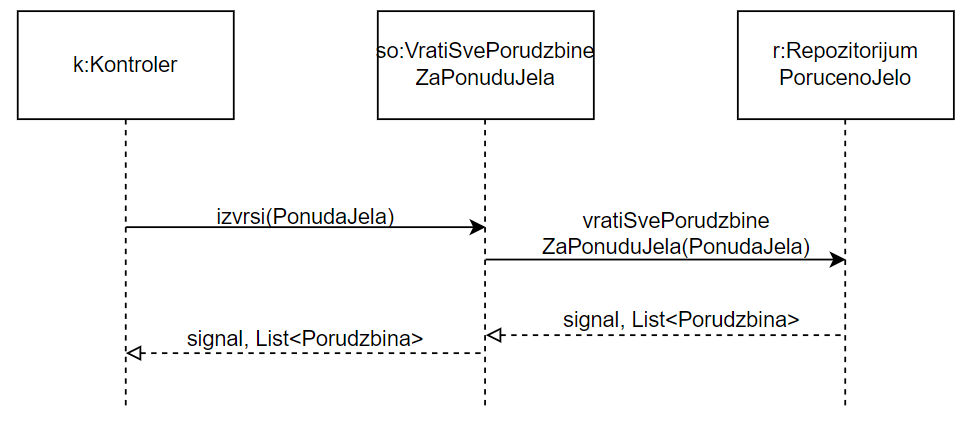 k:Kontroler
so:VratiSvePorudzbine
ZaPonuduJela
r:Repozitorijum
PorucenoJelo
izvrsi(PonudaJela)
vratiSvePorudzbine
ZaPonuduJela(PonudaJela)
signal, List<Porudzbina>
signal, List<Porudzbina>